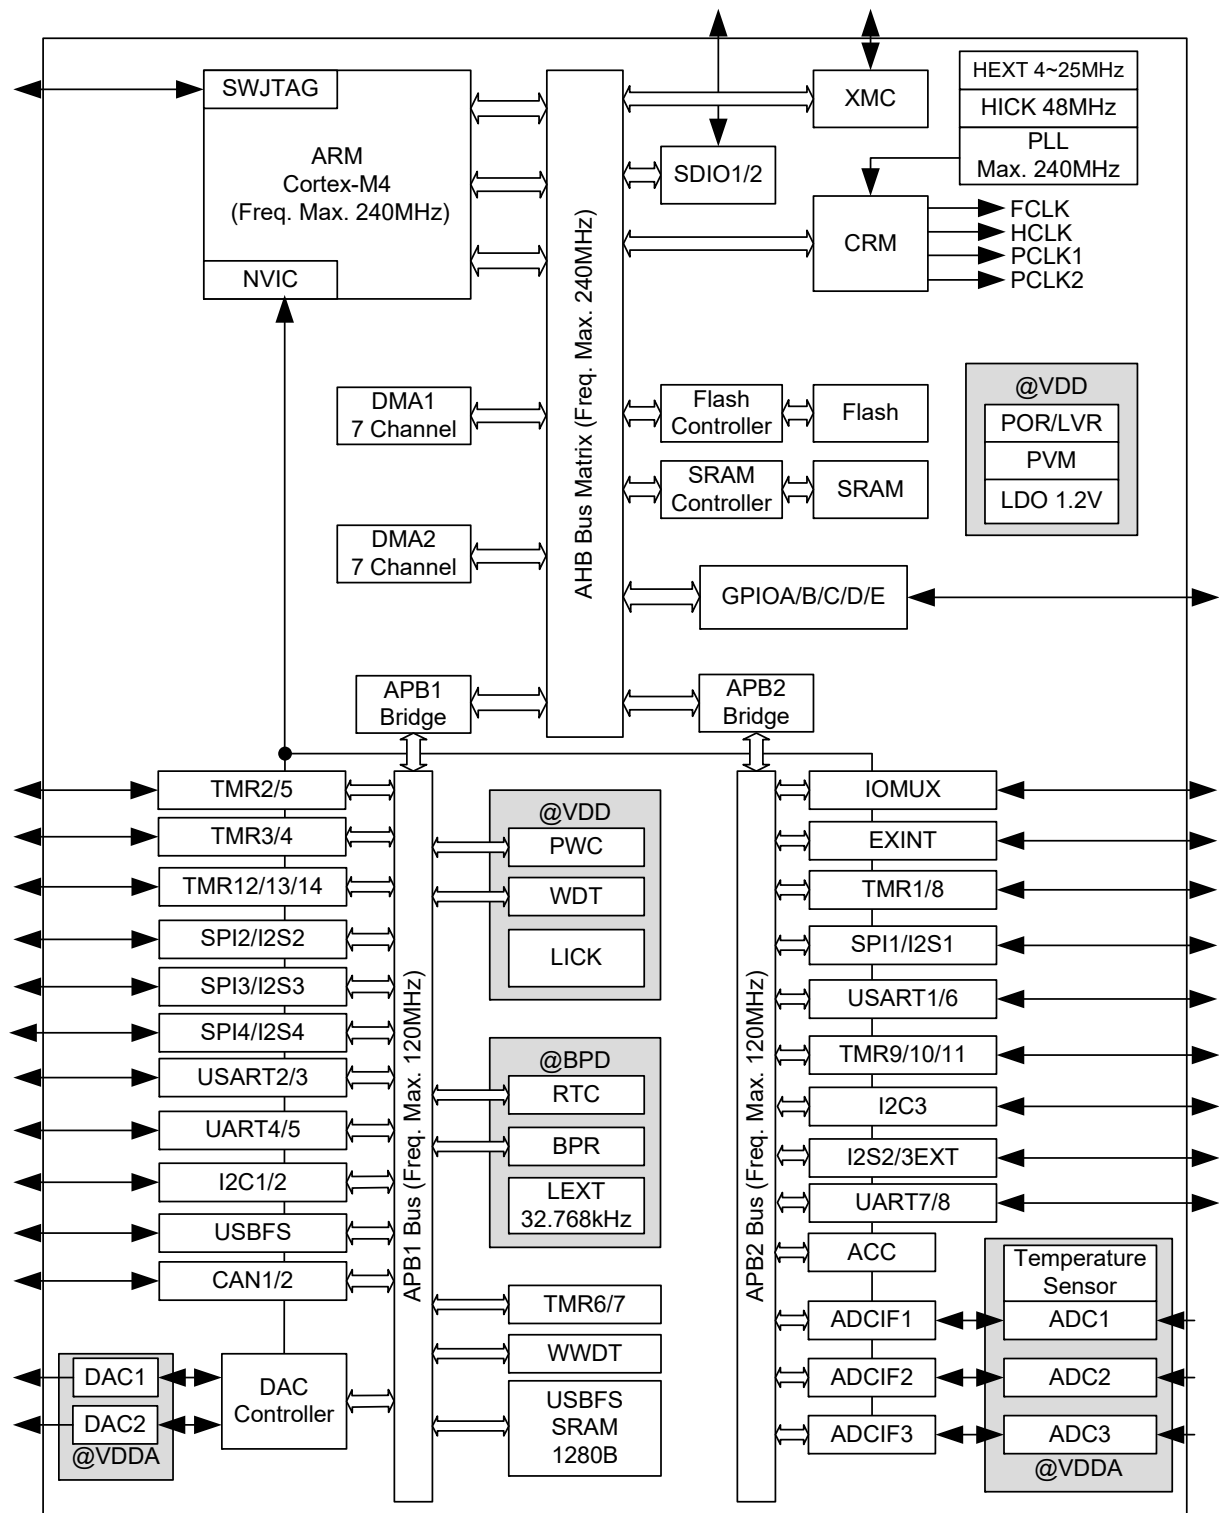 SWJTAG
ARM
Cortex-M4
(Freq. Max. 240MHz)
NVIC
AHB Bus Matrix (Freq. Max. 240MHz)
XMC
SDIO1/2
HEXT 4~25MHz
HICK 48MHz
PLL
Max. 240MHz
CRM
FCLK
HCLK
PCLK1
PCLK2
DMA1
7 Channel
DMA2
7 Channel
Flash
Controller
Flash
SRAM
Controller
SRAM
@VDD
POR/LVR
PVM
LDO 1.2V
GPIOA/B/C/D/E
APB1
Bridge
APB2
Bridge
TMR2/5
TMR3/4
TMR12/13/14
SPI2/I2S2
SPI3/I2S3
SPI4/I2S4
USART2/3
UART4/5
I2C1/2
USBFS
CAN1/2
DAC1
DAC2
@VDDA
DAC
Controller
APB1 Bus (Freq. Max. 120MHz)
@VDD
PWC
WDT
LICK
@BPD
RTC
BPR
LEXT
32.768kHz
TMR6/7
WWDT
USBFS
SRAM
1280B
APB2 Bus (Freq. Max. 120MHz)
IOMUX
EXINT
TMR1/8
SPI1/I2S1
USART1/6
TMR9/10/11
I2C3
I2S2/3EXT
UART7/8
ACC
ADCIF1
ADCIF2
ADCIF3
Temperature
Sensor
ADC1
ADC2
ADC3
@VDDA